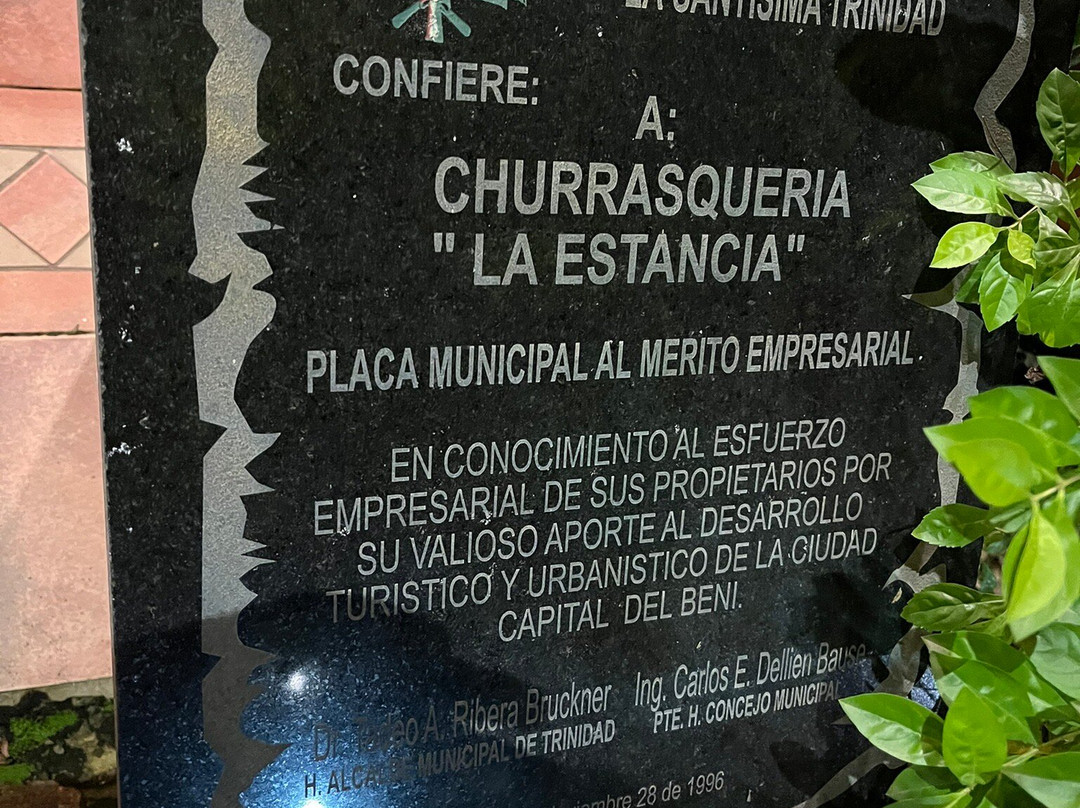 LA SANTISIMA TRINIDAD
CONFIERE:
A:
CHURRASQUERIA
" LA ESTANCIA"
PLACA MUNICIPAL AL MERITO EMPRESARIAL.
EN CONOCIMIENTO AL ESFUERZO
EMPRESARIAL DE SUS PROPIETARIOS POR
SU VALIOSO APORTE AL DESARROLLO
TURISTICO Y URBANISTICO DE LA CIUDAD
CAPITAL DEL BENI.
Dr. A. Ribera Bruckner
H. ALCALDE MUNICIPAL DE TRINIDAD
Ing. Carlos E. Dellien Bause
PTE. H. CONCEJO MUNICIPAL
28 de 1996